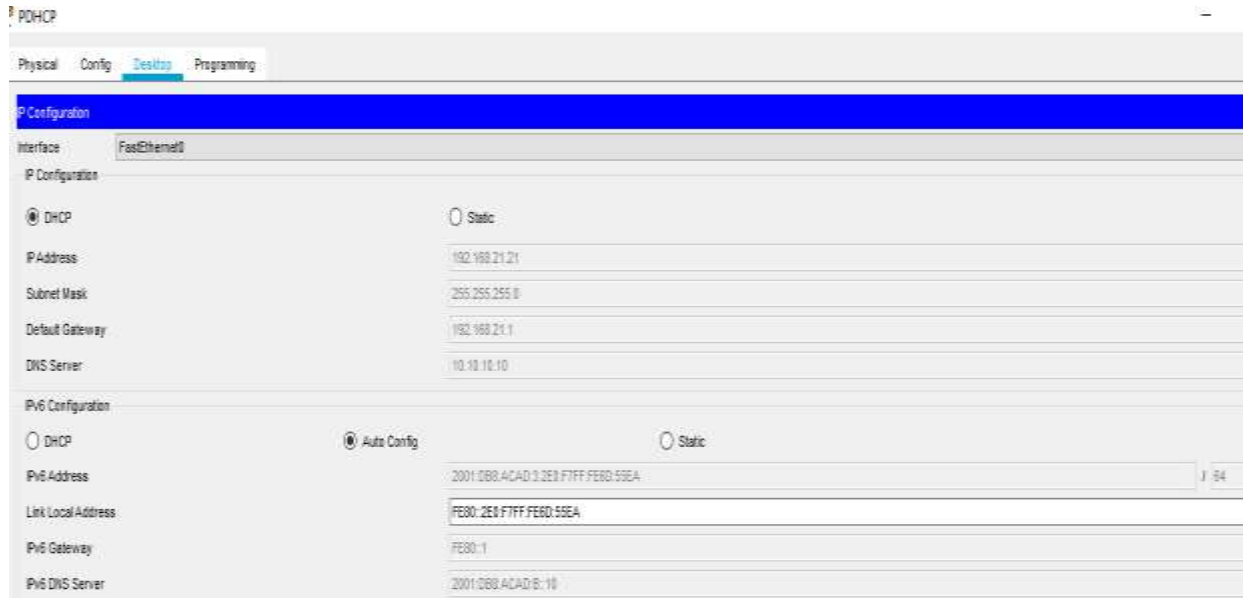 PDHCP
Physical Config Desktop Programming
IP Configuration
Interface FastEthernet0
IP Configuration
DHCP Static
IP Address 192.168.21.21
Subnet Mask 255.255.255.0
Default Gateway 192.168.21.1
DNS Server 10.10.10.10
IPv6 Configuration
DHCP Auto Config Static
IPv6 Address 2001:DB8:ACAD:3:2E0:F7FF:FE6D:55EA / 64
Link Local Address FE80::2E0:F7FF:FE6D:55EA
IPv6 Gateway FE80::1
IPv6 DNS Server 2001:DB8:ACAD:B::10